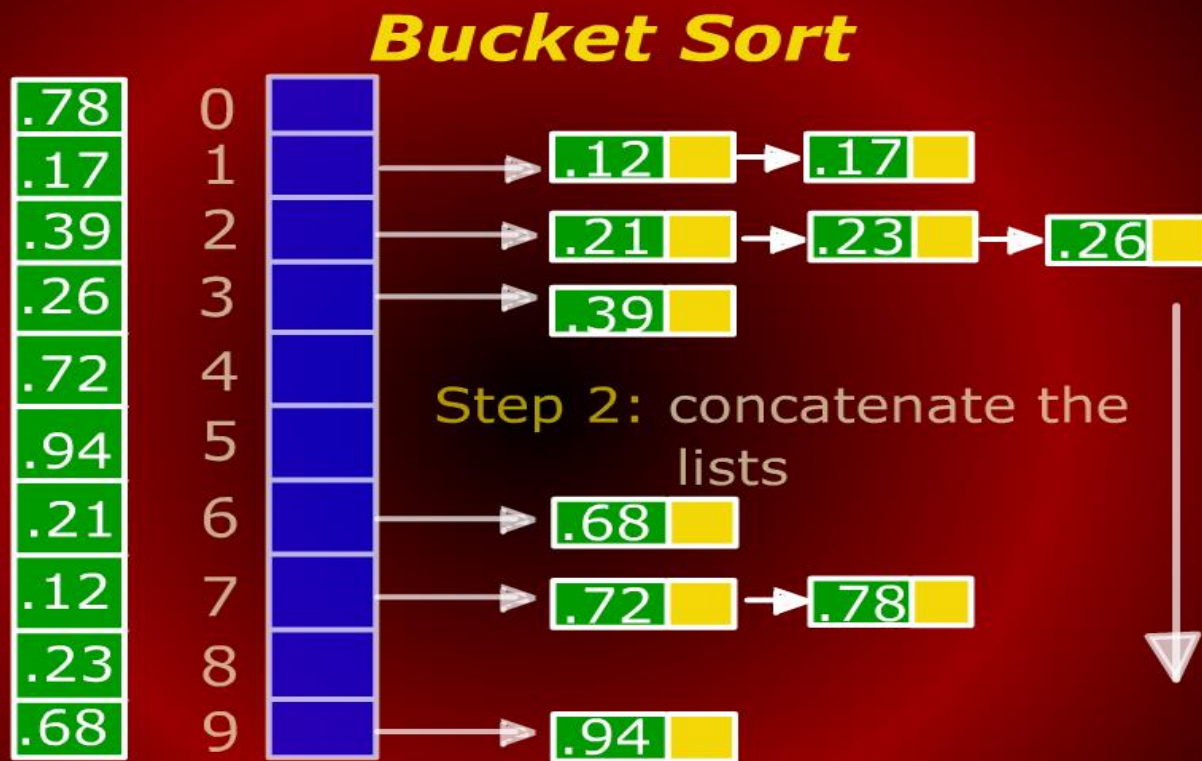 Bucket Sort
.78 0
.17 1 .12 .17
.39 2 .21 .23 .26
.26 3 .39
.72 4
Step 2: concatenate the
.94 5
lists
.21 6 .68
.12 7 .72 .78
.23 8
.68 9 .94